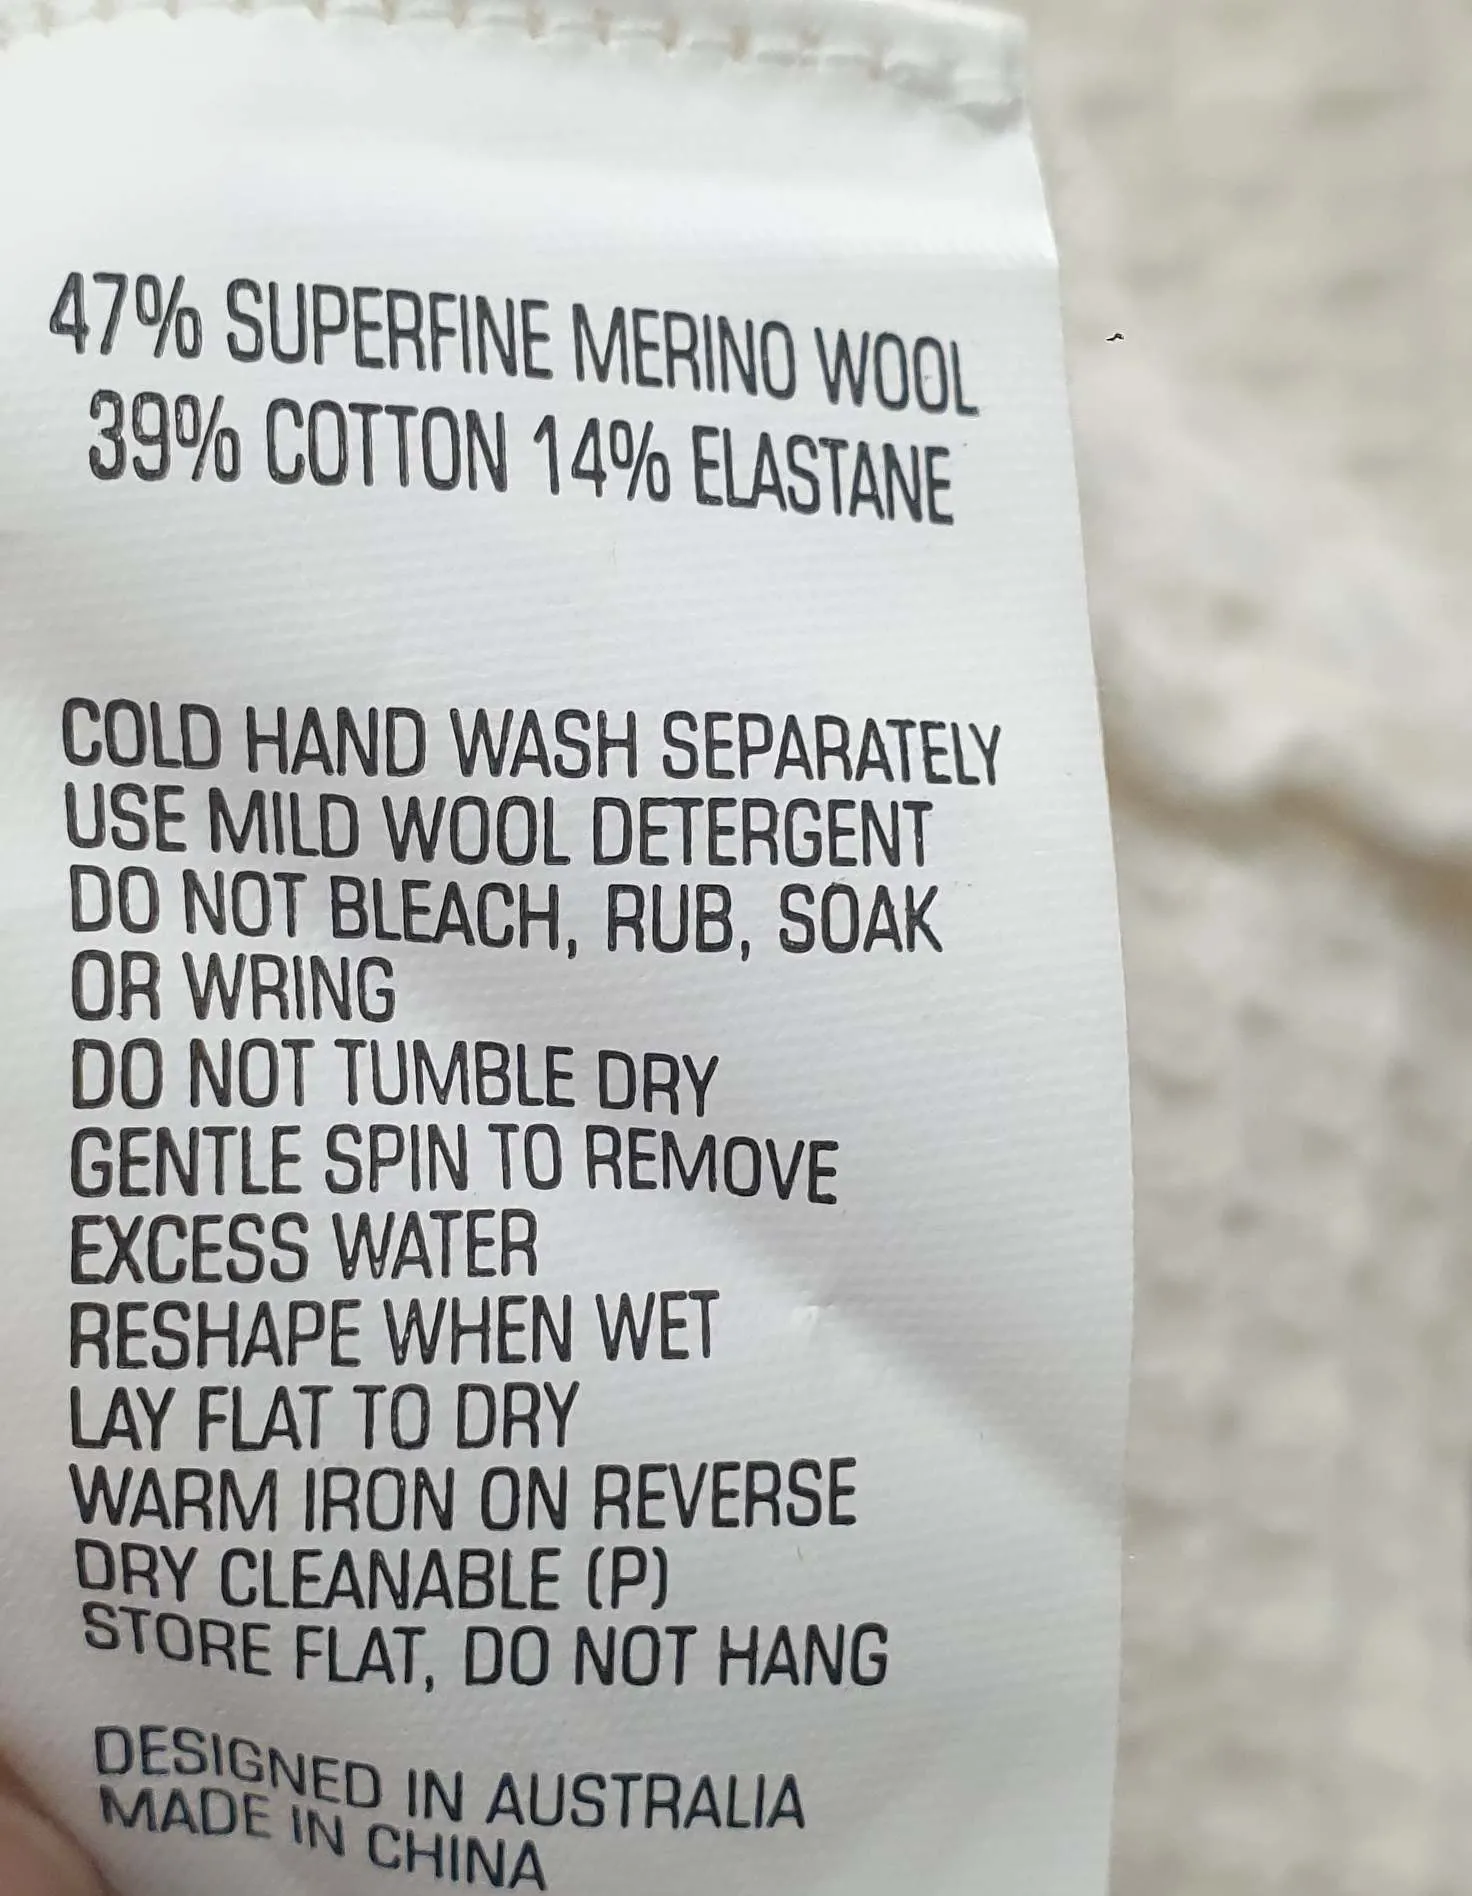 47% SUPERFINE MERINO WOOL
39% COTTON 14% ELASTANE
COLD HAND WASH SEPARATELY
USE MILD WOOL DETERGENT
DO NOT BLEACH, RUB, SOAK
OR WRING
DO NOT TUMBLE DRY
GENTLE SPIN TO REMOVE
EXCESS WATER
RESHAPE WHEN WET
LAY FLAT TO DRY
WARM IRON ON REVERSE
DRY CLEANABLE (P)
STORE FLAT, DO NOT HANG
DESIGNED IN AUSTRALIA
MADE IN CHINA